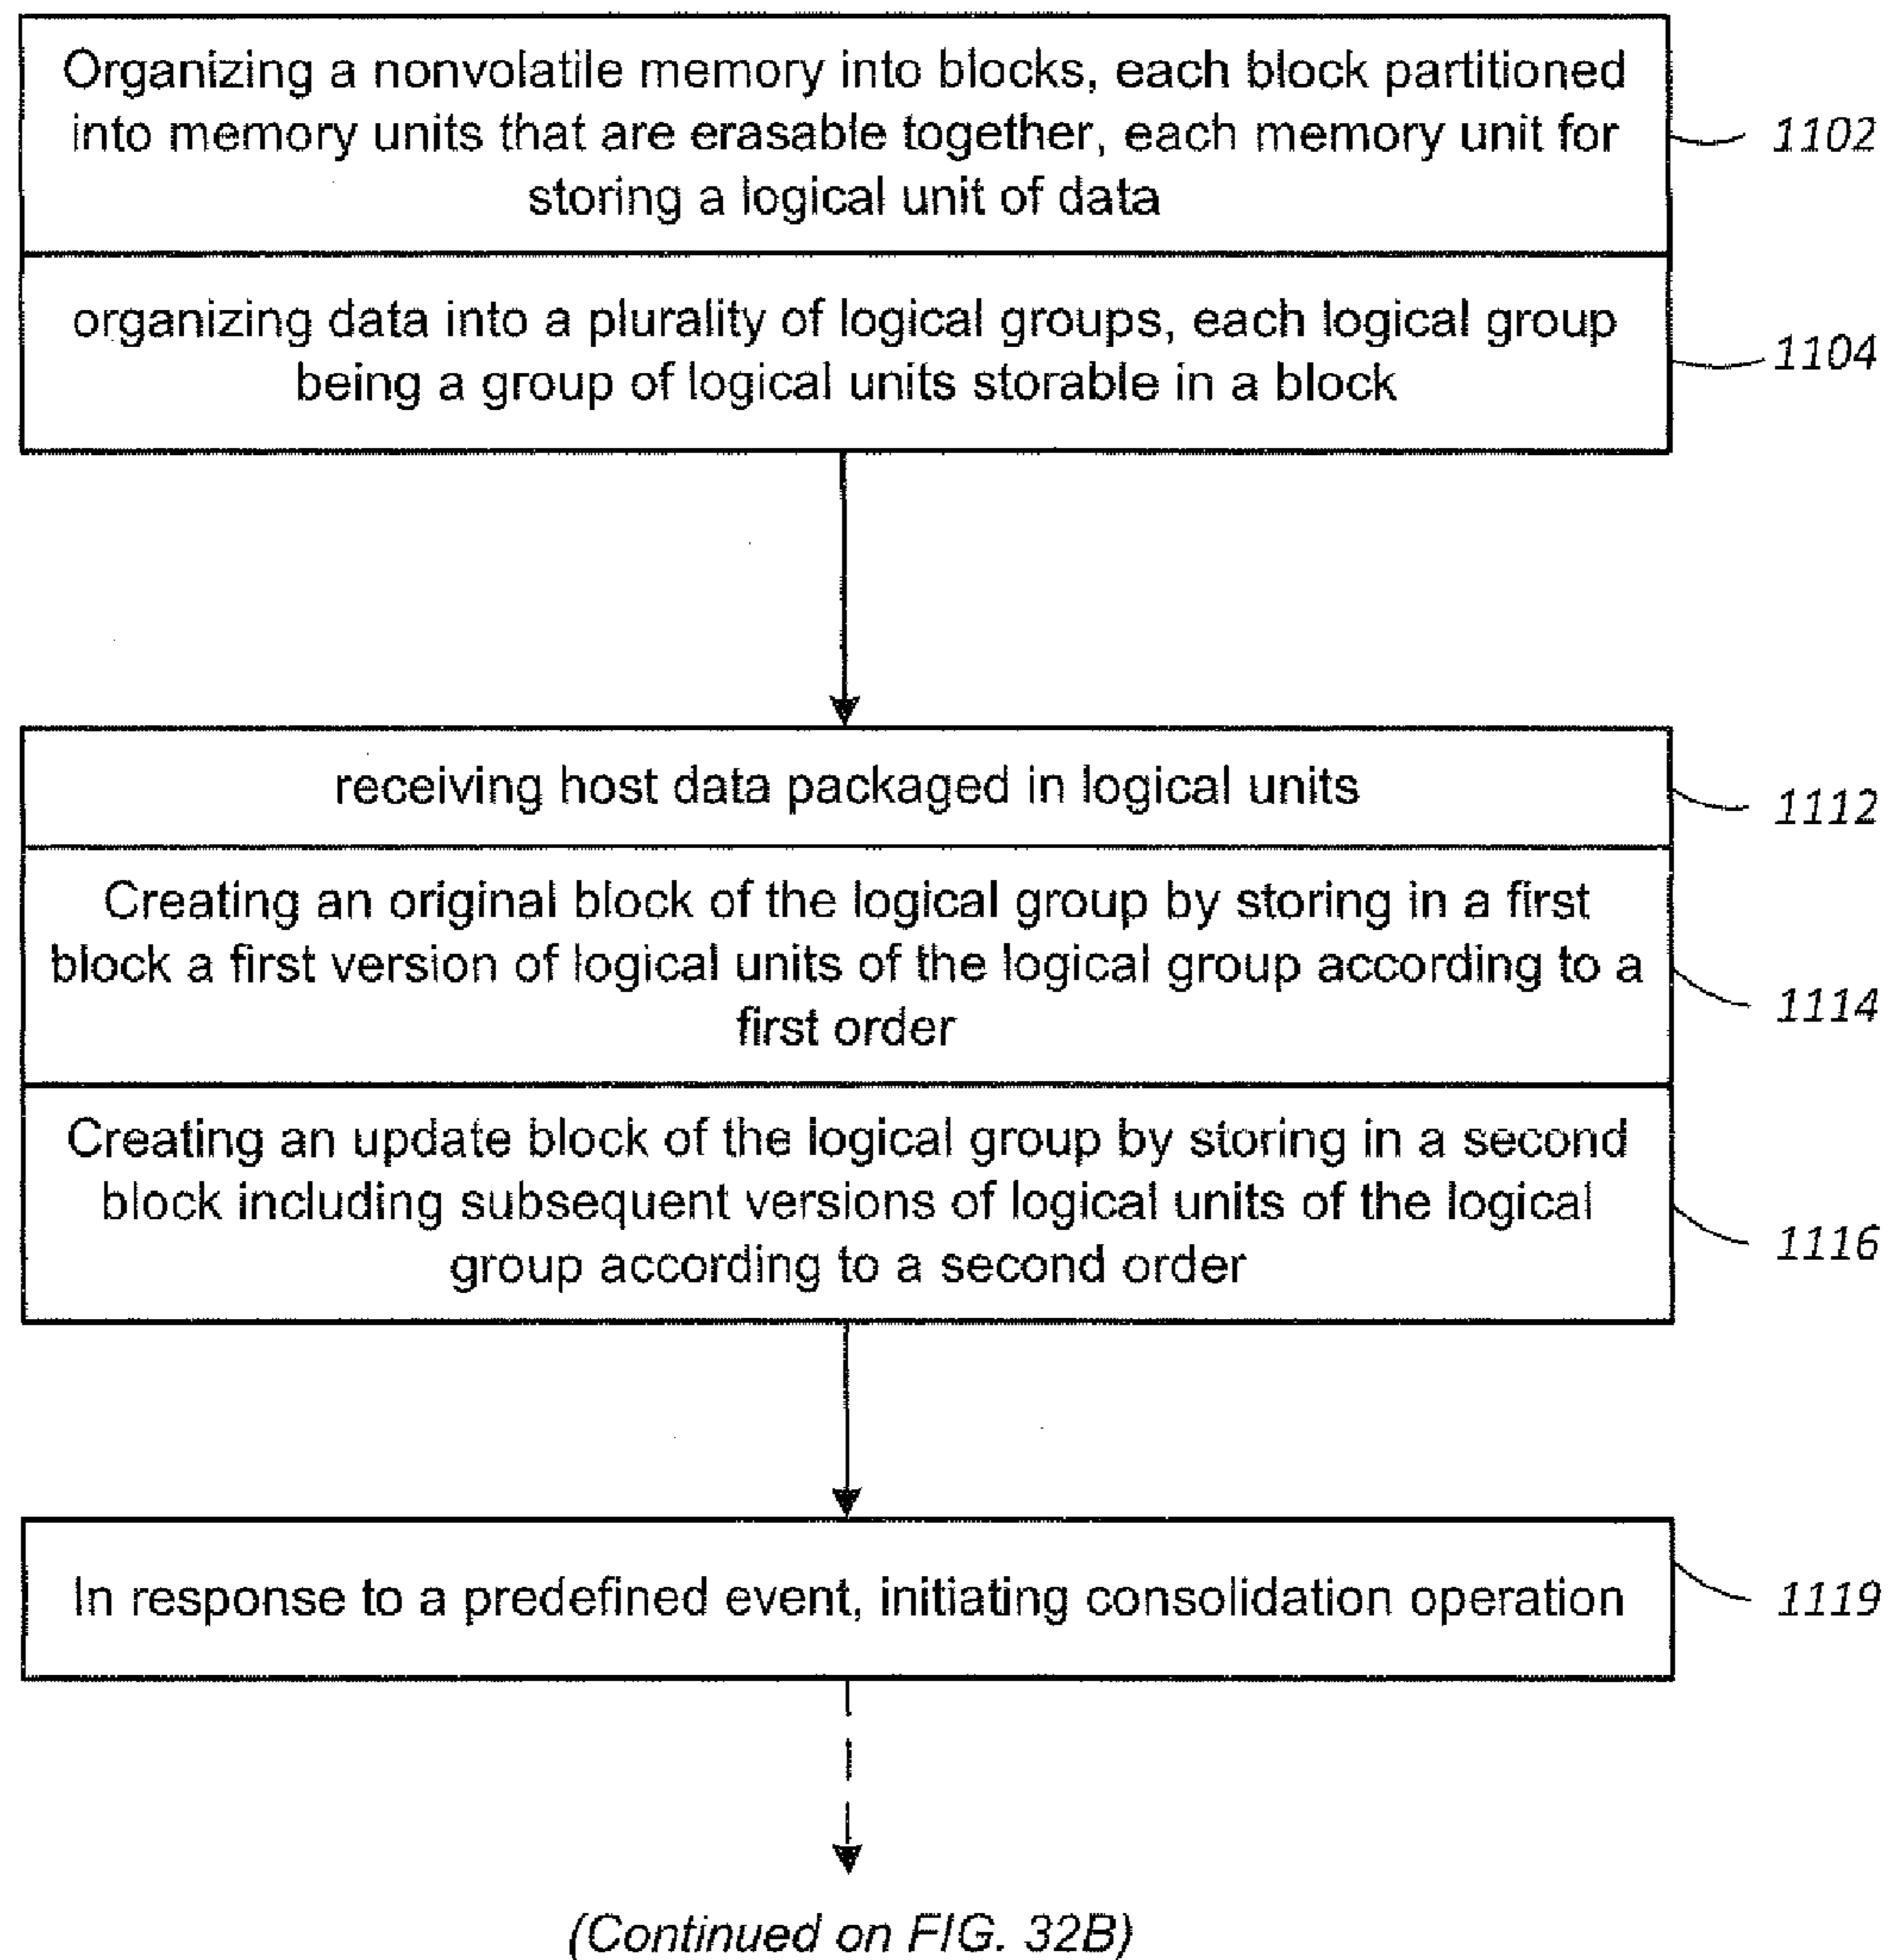 Organizing a nonvolatile memory into blocks, each block partitioned
into memory units that are erasable together, each memory unit for
storing a logical unit of data
1102
organizing data into a plurality of logical groups, each logical group
being a group of logical units storable in a block
1104
receiving host data packaged in logical units
1112
Creating an original block of the logical group by storing in a first
block a first version of logical units of the logical group according to a
first order
1114
Creating an update block of the logical group by storing in a second
block including subsequent versions of logical units of the logical
group according to a second order
1116
In response to a predefined event, initiating consolidation operation
1119
(Continued on FIG. 32B)